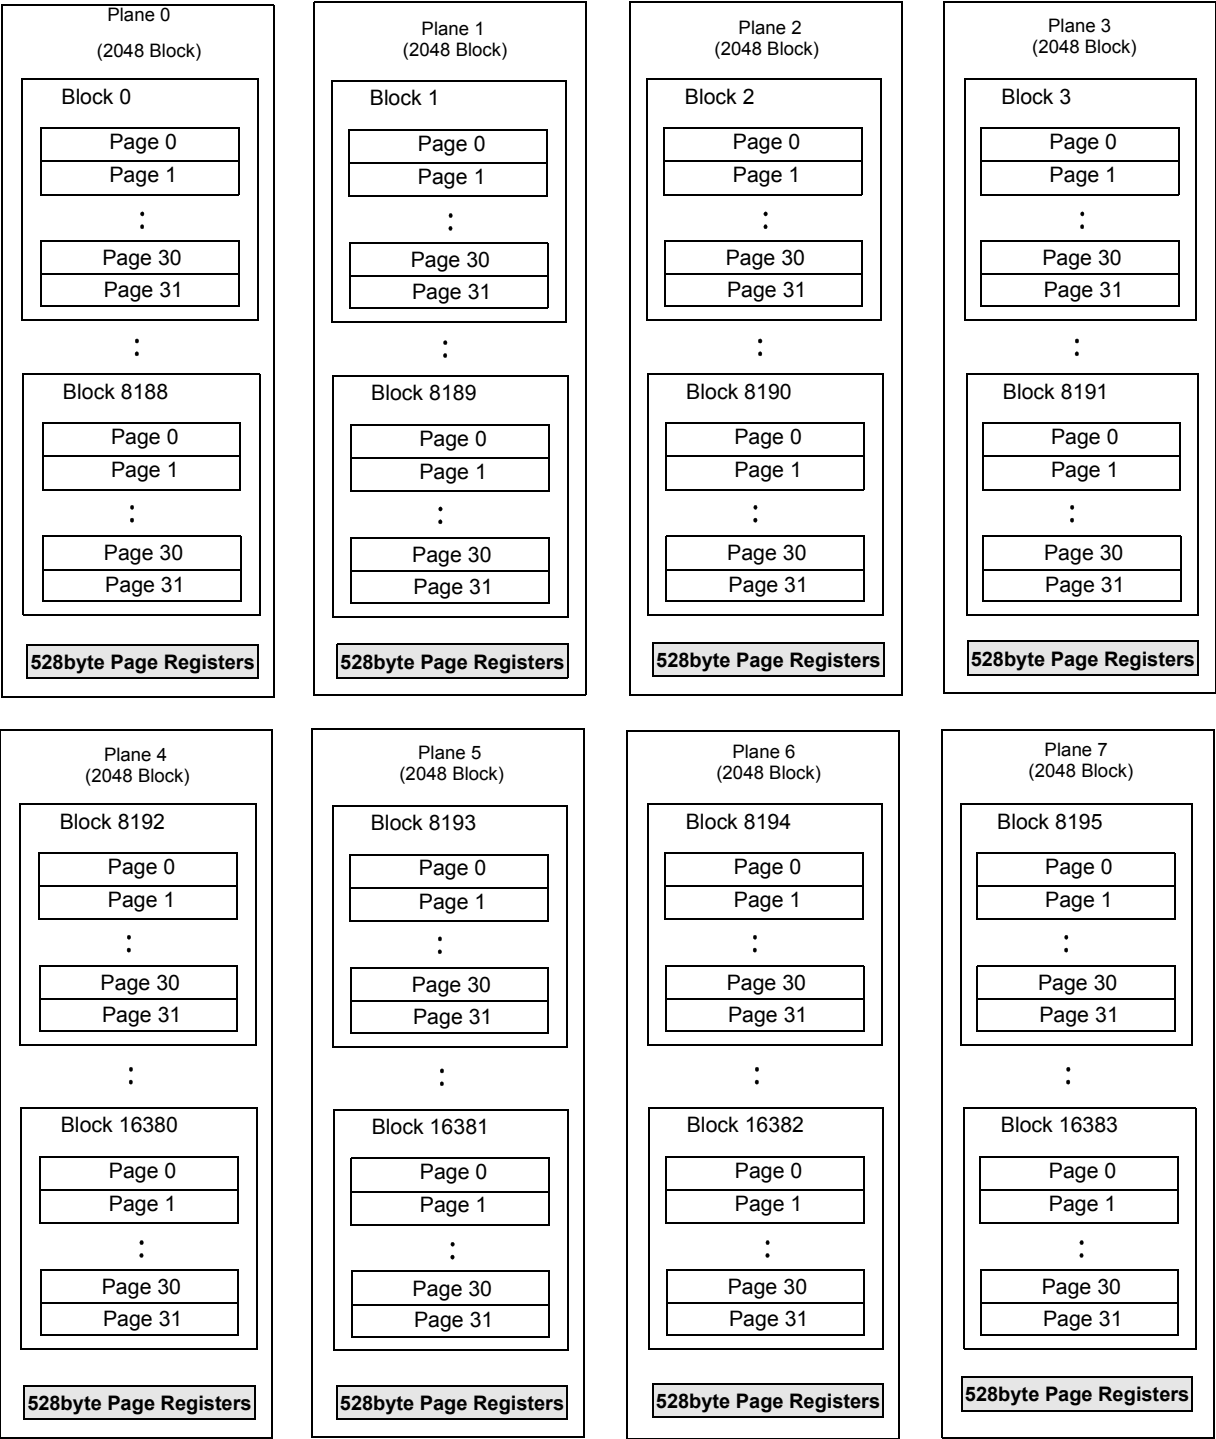 Plane 0
(2048 Block)
Block 0
Page 0
Page 1
:
Page 30
Page 31
:
Block 8188
Page 0
Page 1
:
Page 30
Page 31
528byte Page Registers
Plane 1
(2048 Block)
Block 1
Page 0
Page 1
:
Page 30
Page 31
:
Block 8189
Page 0
Page 1
:
Page 30
Page 31
528byte Page Registers
Plane 2
(2048 Block)
Block 2
Page 0
Page 1
:
Page 30
Page 31
:
Block 8190
Page 0
Page 1
:
Page 30
Page 31
528byte Page Registers
Plane 3
(2048 Block)
Block 3
Page 0
Page 1
:
Page 30
Page 31
:
Block 8191
Page 0
Page 1
:
Page 30
Page 31
528byte Page Registers
Plane 4
(2048 Block)
Block 8192
Page 0
Page 1
:
Page 30
Page 31
:
Block 16380
Page 0
Page 1
:
Page 30
Page 31
528byte Page Registers
Plane 5
(2048 Block)
Block 8193
Page 0
Page 1
:
Page 30
Page 31
:
Block 16381
Page 0
Page 1
:
Page 30
Page 31
528byte Page Registers
Plane 6
(2048 Block)
Block 8194
Page 0
Page 1
:
Page 30
Page 31
:
Block 16382
Page 0
Page 1
:
Page 30
Page 31
528byte Page Registers
Plane 7
(2048 Block)
Block 8195
Page 0
Page 1
:
Page 30
Page 31
:
Block 16383
Page 0
Page 1
:
Page 30
Page 31
528byte Page Registers